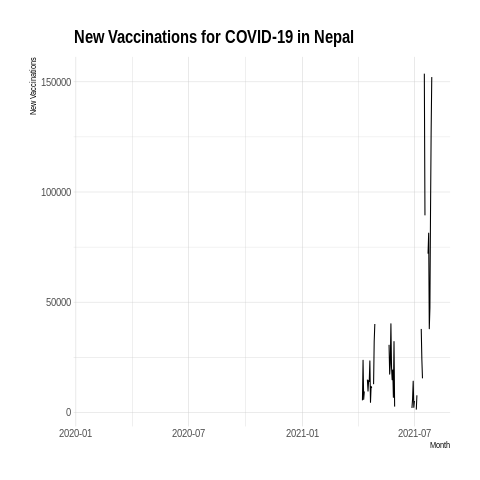 New Vaccinations for COVID-19 in Nepal
New Vaccinations
150000
100000
50000
0
2020-01 2020-07 2021-01 2021-07
Month